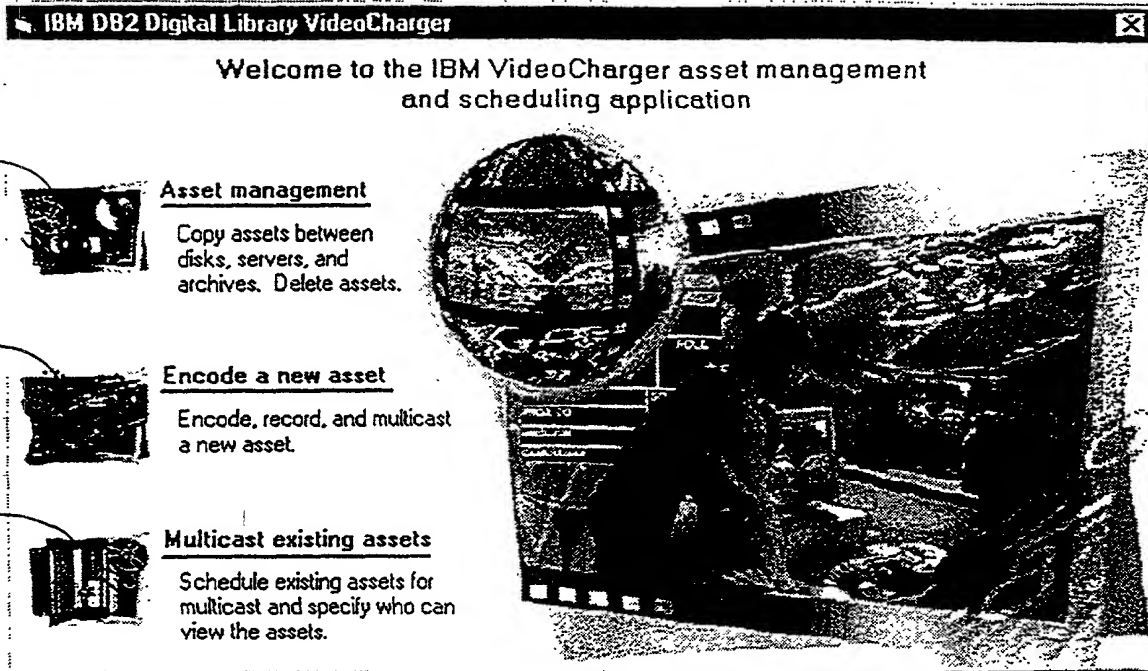 IBM DB2 Digital Library VideoCharger
Welcome to the IBM VideoCharger asset management
and scheduling application
Asset management
Copy assets between
disks, servers, and
archives. Delete assets.
Encode a new asset
Encode, record, and multicast
a new asset.
Multicast existing assets
Schedule existing assets for
multicast and specify who can
view the assets.